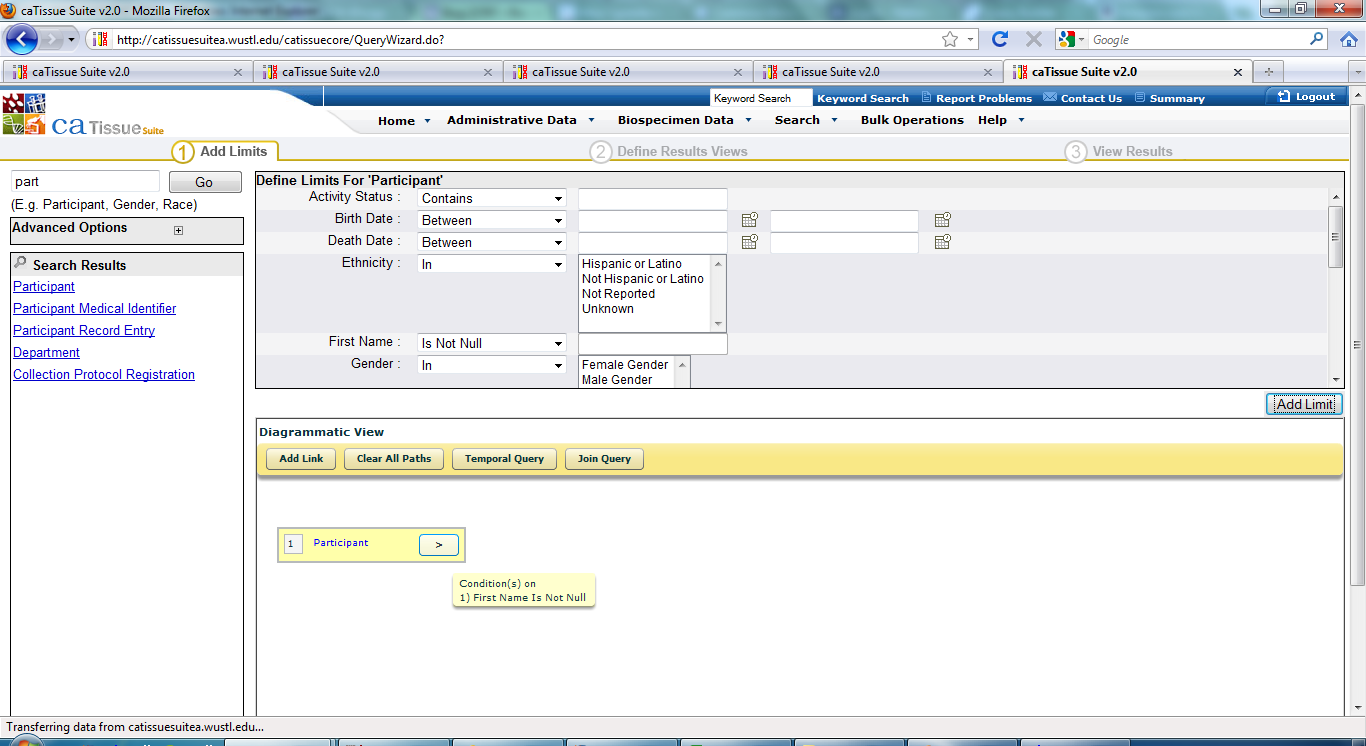 caTissue Suite v2.0 - Mozilla Firefox
http://catissuesuitea.wustl.edu/catissuecore/QueryWizard.do?
Google
caTissue Suite v2.0
caTissue Suite v2.0
caTissue Suite v2.0
caTissue Suite v2.0
caTissue Suite v2.0
Keyword Search
Keyword Search
Report Problems
Contact Us
Summary
Logout
ca Tissue Suite
Home
Administrative Data
Biospecimen Data
Search
Bulk Operations
Help
1 Add Limits
2 Define Results Views
3 View Results
part
Go
(E.g. Participant, Gender, Race)
Advanced Options
Search Results
Participant
Participant Medical Identifier
Participant Record Entry
Department
Collection Protocol Registration
Define Limits For 'Participant'
Activity Status : Contains
Birth Date : Between
Death Date : Between
Ethnicity : In
Hispanic or Latino
Not Hispanic or Latino
Not Reported
Unknown
First Name : Is Not Null
Gender : In
Female Gender
Male Gender
Add Limit
Diagrammatic View
Add Link
Clear All Paths
Temporal Query
Join Query
1 Participant >
Condition(s) on
1) First Name Is Not Null
Transferring data from catissuesuitea.wustl.edu...